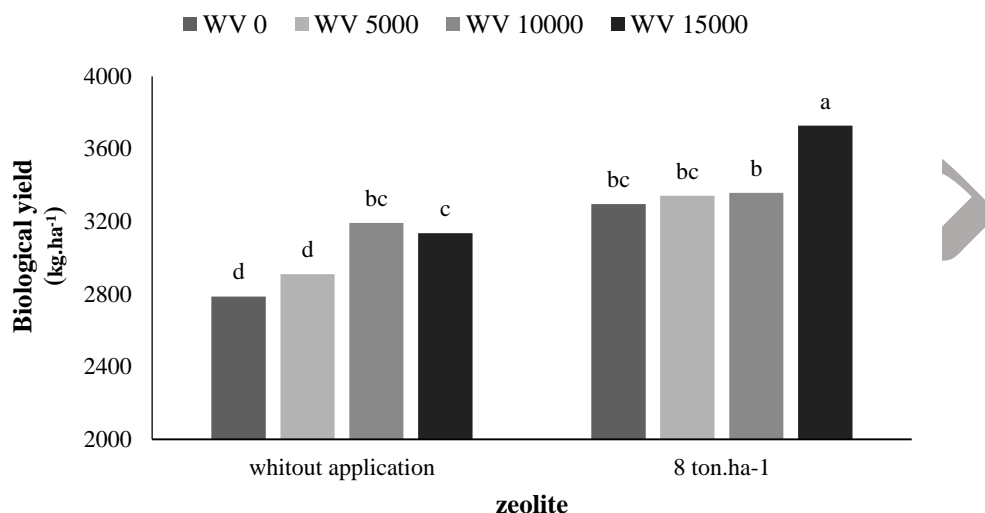 WV 0 WV 5000 WV 10000 WV 15000
4000
3600
3200
2800
2400
2000
Biological yield
(kg.ha⁻¹)
d d bc c bc bc b a
whitout application 8 ton.ha-1
zeolite